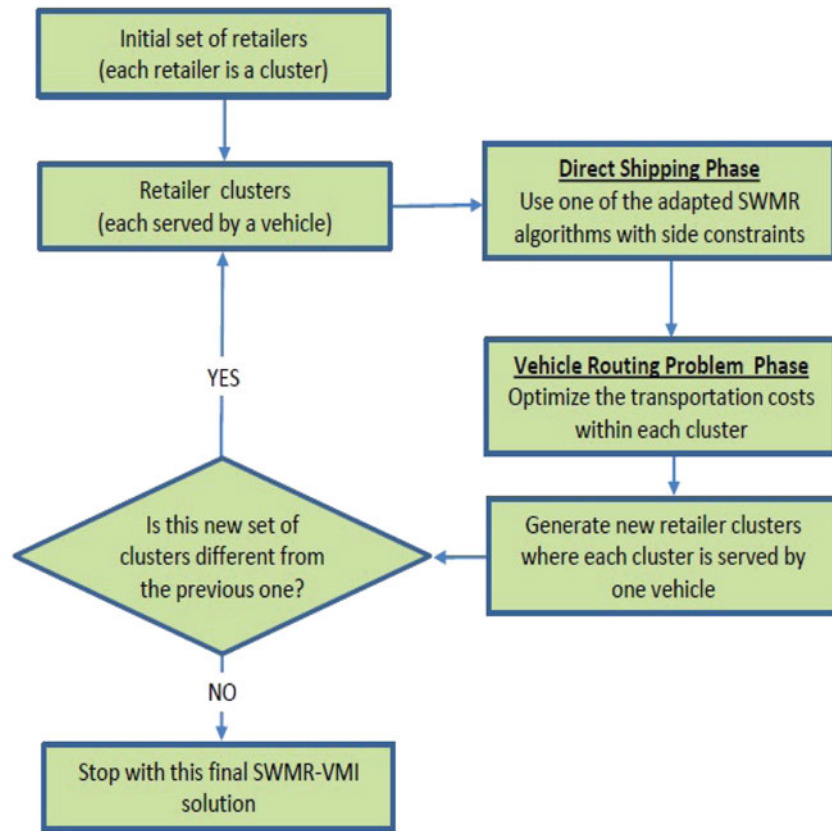 Initial set of retailers
(each retailer is a cluster)
Retailer clusters
(each served by a vehicle)
Direct Shipping Phase
Use one of the adapted SWMR
algorithms with side constraints
Vehicle Routing Problem Phase
Optimize the transportation costs
within each cluster
Generate new retailer clusters
where each cluster is served by
one vehicle
Is this new set of
clusters different from
the previous one?
YES
NO
Stop with this final SWMR-VMI
solution